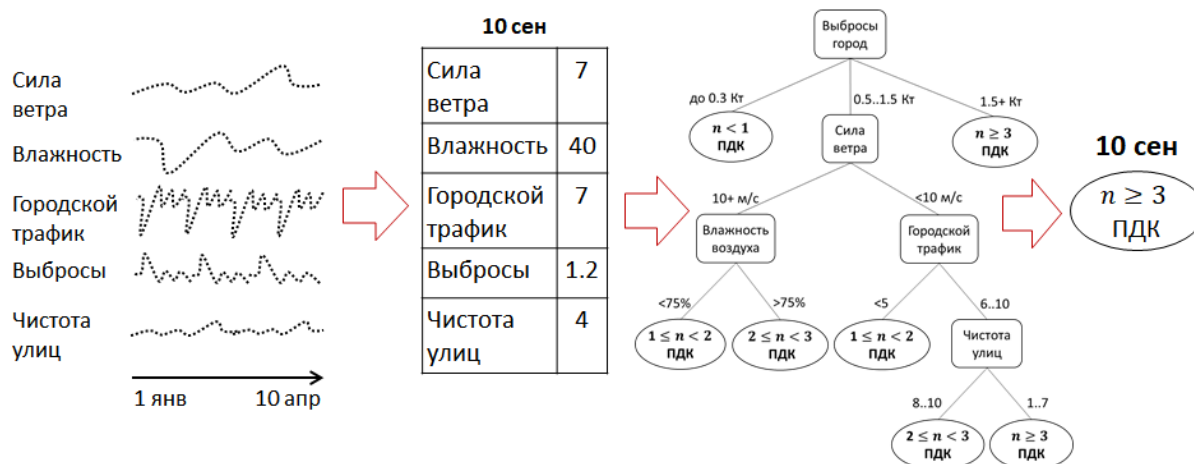 Сила
ветра
Влажность
Городской
трафик
Выбросы
Чистота
улиц
1 янв
10 апр
10 сен
Сила
ветра
7
Влажность
40
Городской
трафик
7
Выбросы
1.2
Чистота
улиц
4
Выбросы
город
до 0.3 Кт
0.5..1.5 Кт
1.5+ Кт
n < 1
ПДК
Сила
ветра
n ≥ 3
ПДК
10+ м/с
<10 м/с
Влажность
воздуха
Городской
трафик
<75%
>75%
<5
6..10
1 ≤ n < 2
ПДК
2 ≤ n < 3
ПДК
1 ≤ n < 2
ПДК
Чистота
улиц
8..10
1..7
2 ≤ n < 3
ПДК
n ≥ 3
ПДК
10 сен
n ≥ 3
ПДК